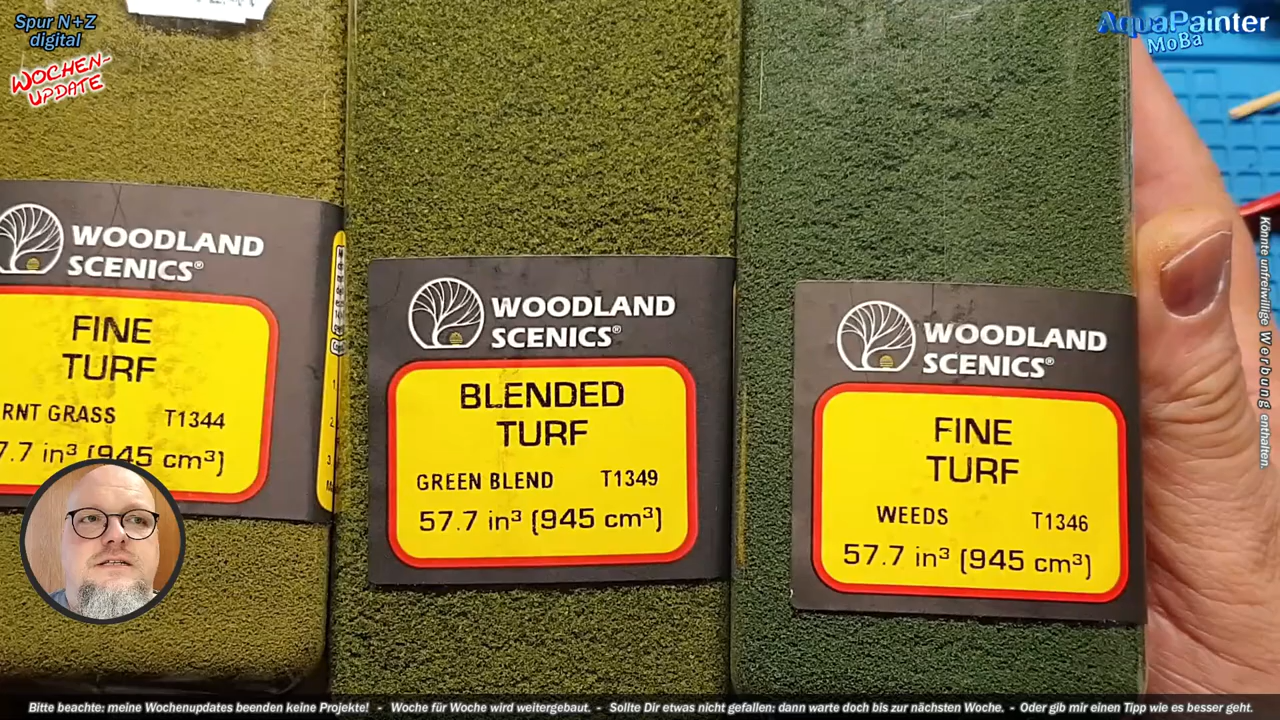 Spur N+Z
digital
WOCHEN-
UPDATE
AquaPainter
MoBa
WOODLAND
SCENICS®
FINE
TURF
RNT GRASS T1344
7.7 in³ (945 cm³)
WOODLAND
SCENICS®
BLENDED
TURF
GREEN BLEND T1349
57.7 in³ (945 cm³)
WOODLAND
SCENICS®
FINE
TURF
WEEDS T1346
57.7 in³ (945 cm³)
Könnte unfreiwillige Werbung enthalten.
Bitte beachte: meine Wochenupdates beenden keine Projekte! - Woche für Woche wird weitergebaut. - Sollte Dir etwas nicht gefallen: dann warte doch bis zur nächsten Woche. - Oder gib mir einen Tipp wie es besser geht.